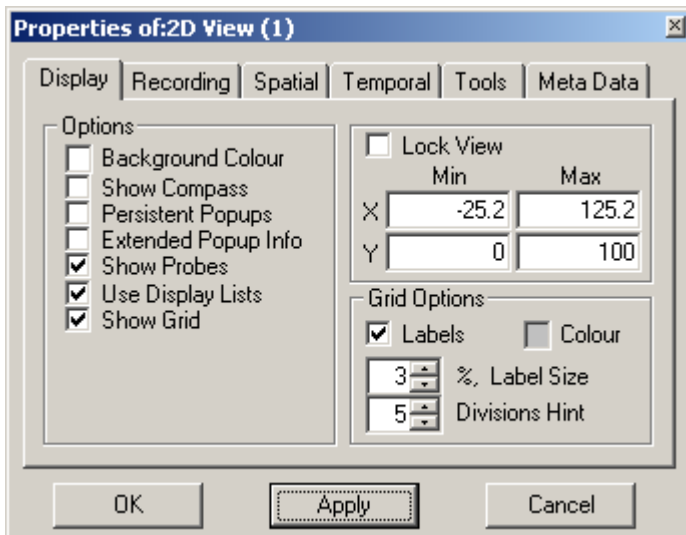 Properties of:2D View (1)
Display Recording Spatial Temporal Tools Meta Data
Options
Background Colour
Show Compass
Persistent Popups
Extended Popup Info
Show Probes
Use Display Lists
Show Grid
Lock View
Min Max
X -25.2 125.2
Y 0 100
Grid Options
Labels Colour
3 %, Label Size
5 Divisions Hint
OK Apply Cancel